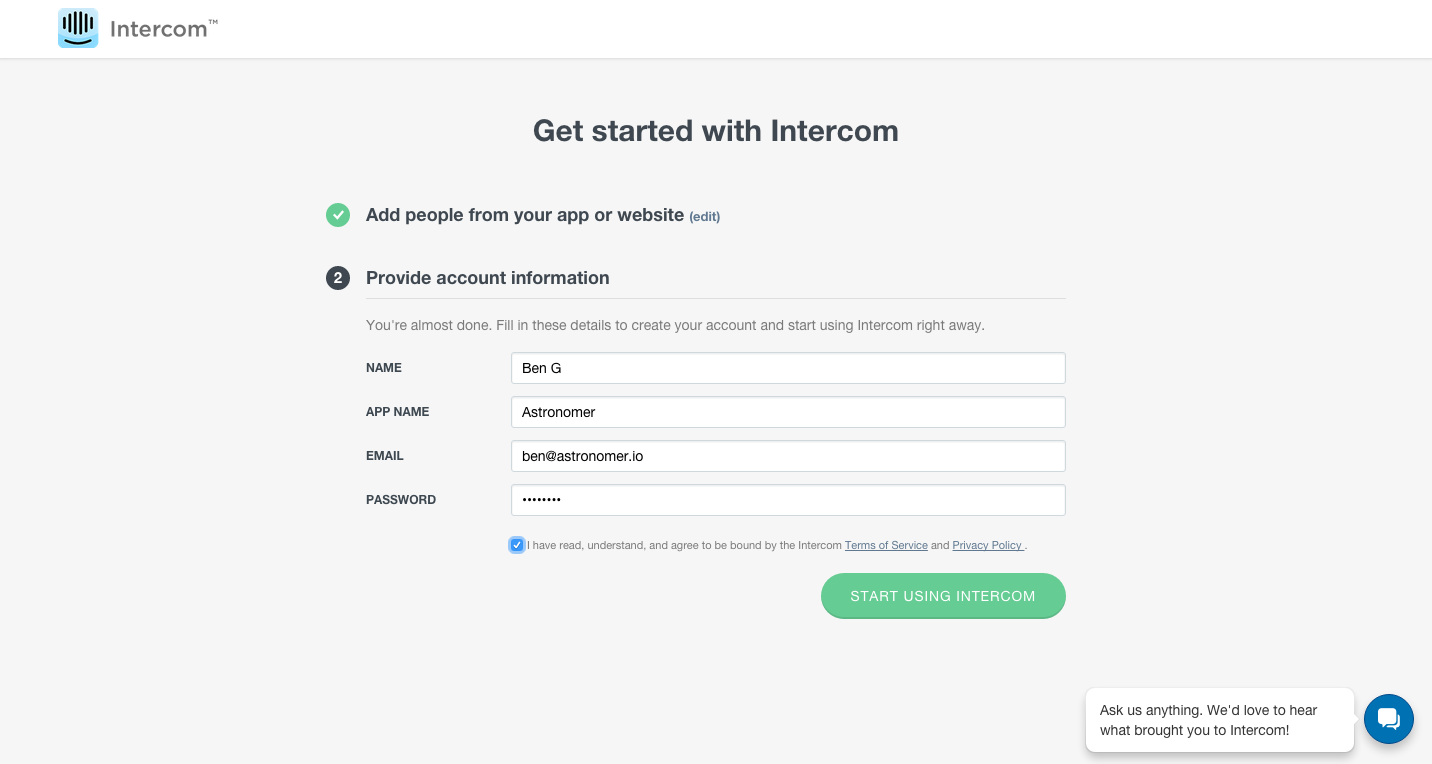 Intercom™
Get started with Intercom
Add people from your app or website (edit)
2 Provide account information
You're almost done. Fill in these details to create your account and start using Intercom right away.
NAME Ben G
APP NAME Astronomer
EMAIL ben@astronomer.io
PASSWORD ••••••••
I have read, understand, and agree to be bound by the Intercom Terms of Service and Privacy Policy .
START USING INTERCOM
Ask us anything. We'd love to hear
what brought you to Intercom!